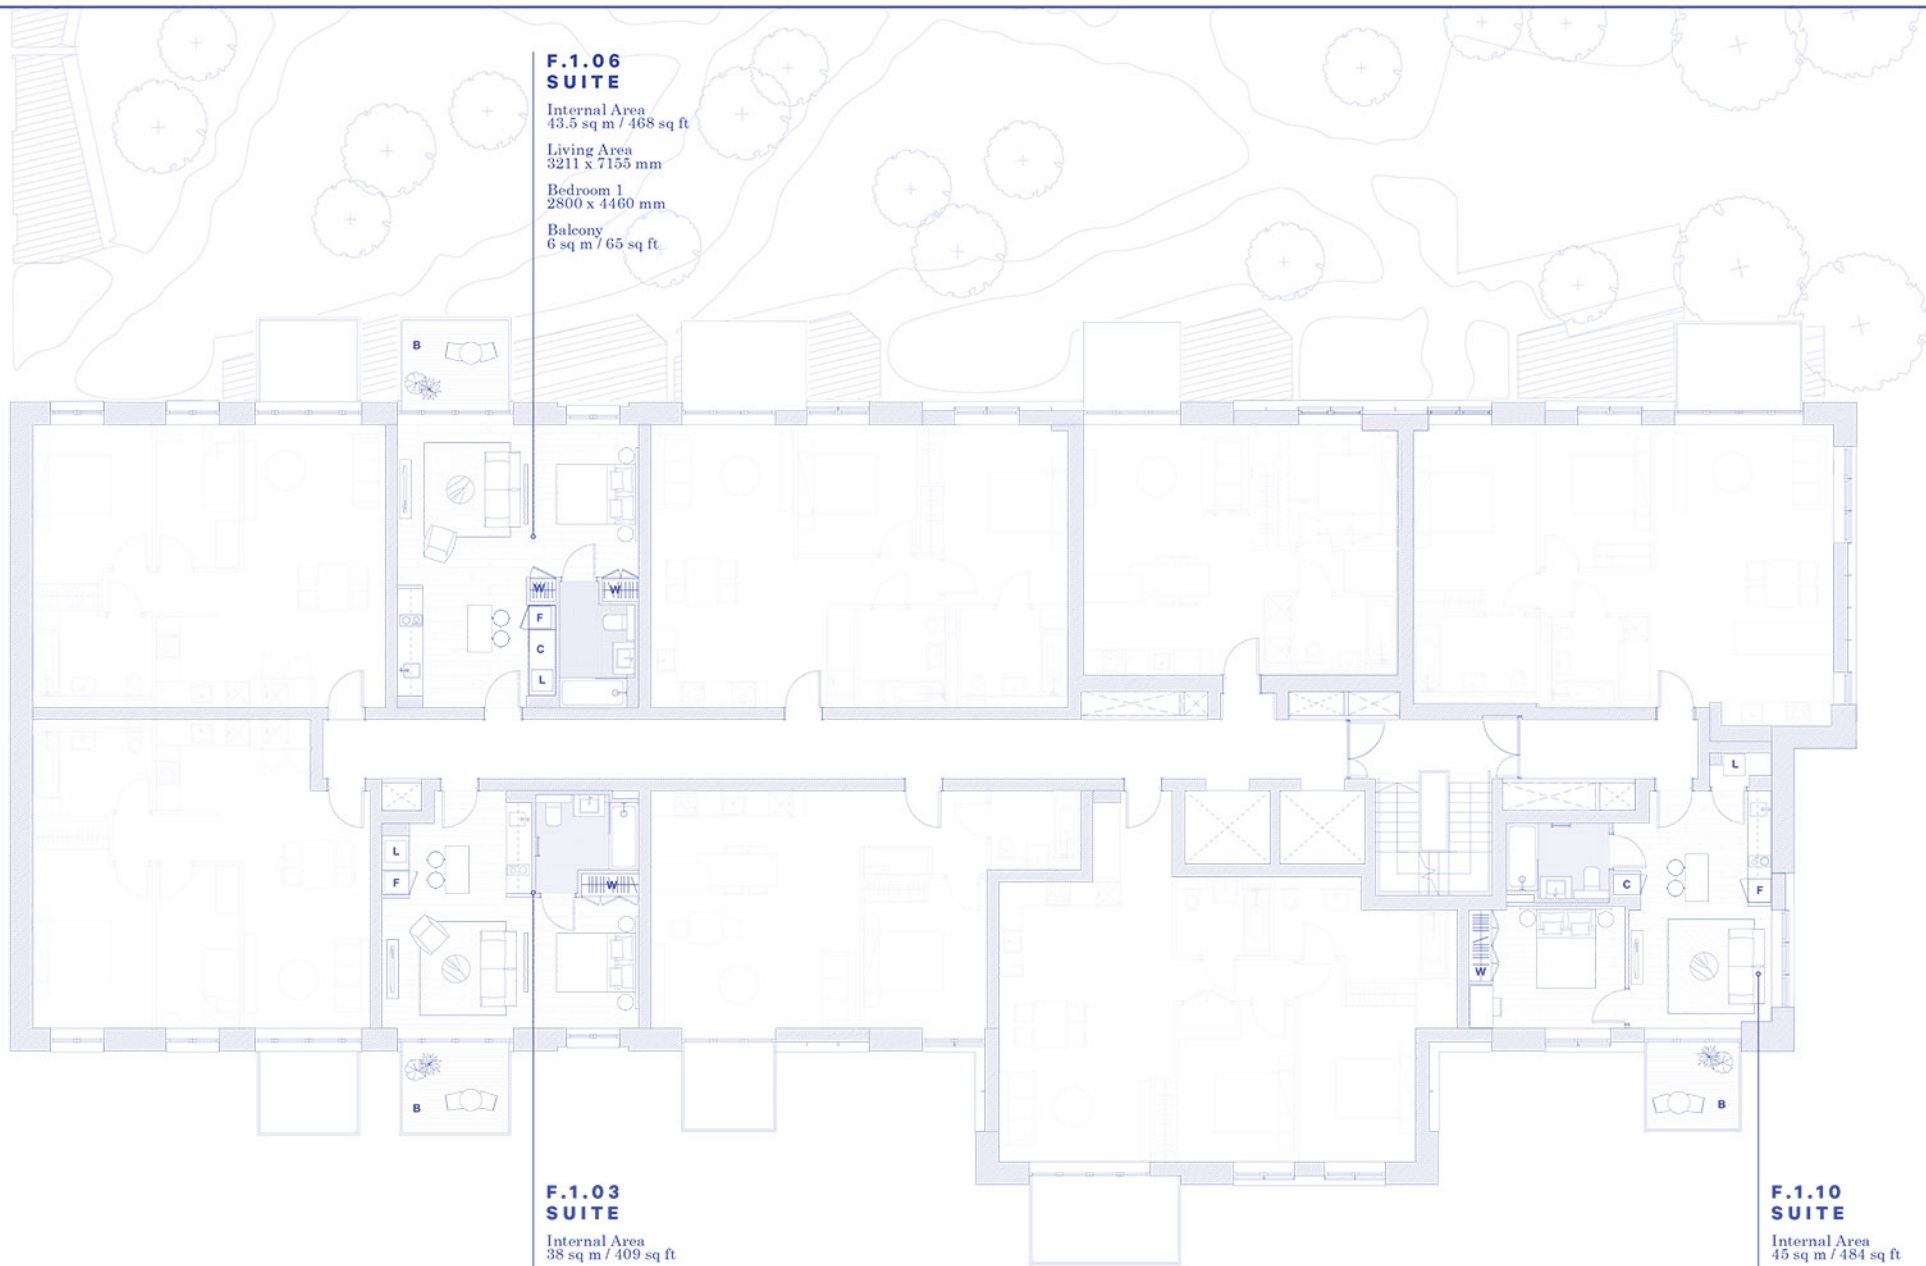 F.1.06
SUITE
Internal Area
43.5 sq m / 468 sq ft
Living Area
3211 x 7155 mm
Bedroom 1
2800 x 4460 mm
Balcony
6 sq m / 65 sq ft
B
W
W
F
C
L
L
L
F
W
C
F
W
B
B
F.1.03
SUITE
Internal Area
38 sq m / 409 sq ft
F.1.10
SUITE
Internal Area
45 sq m / 484 sq ft